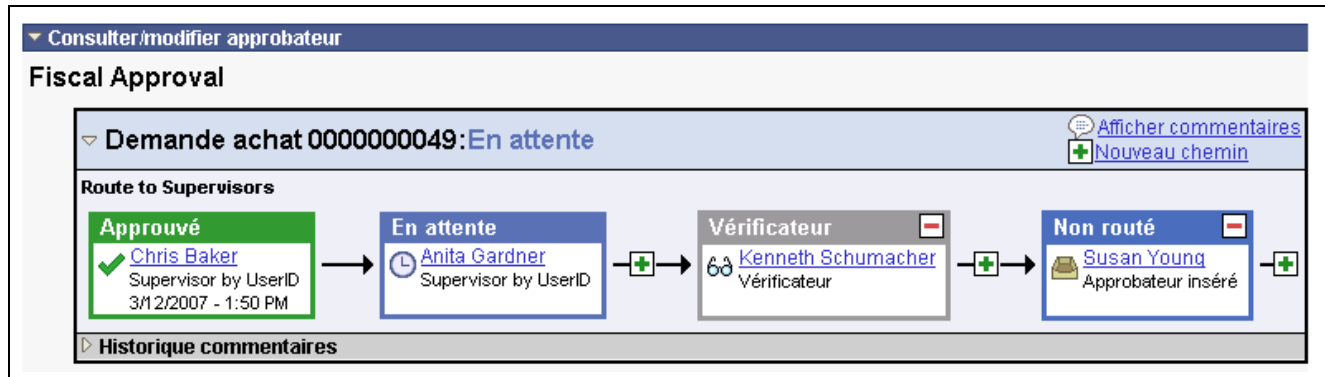 Consulter/modifier approbateur
Fiscal Approval
Demande achat 0000000049:En attente
Afficher commentaires
Nouveau chemin
Route to Supervisors
Approuvé
Chris Baker
Supervisor by UserID
3/12/2007 - 1:50 PM
En attente
Anita Gardner
Supervisor by UserID
Vérificateur
Kenneth Schumacher
Vérificateur
Non routé
Susan Young
Approbateur inséré
Historique commentaires